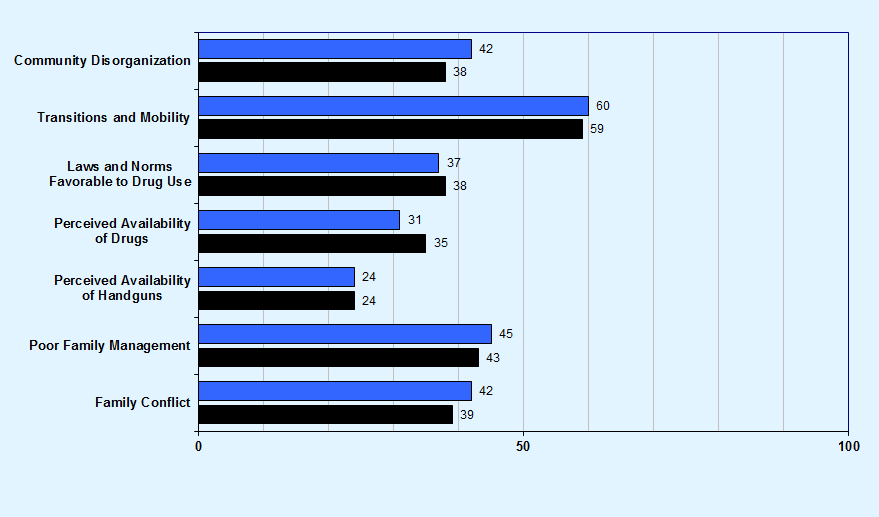 Community Disorganization
42
38
Transitions and Mobility
60
59
Laws and Norms
Favorable to Drug Use
37
38
Perceived Availability
of Drugs
31
35
Perceived Availability
of Handguns
24
24
Poor Family Management
45
43
Family Conflict
42
39
0 50 100